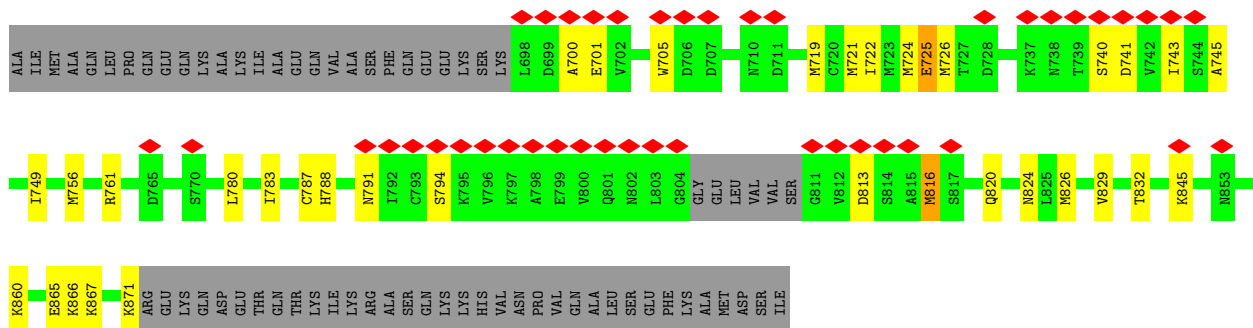 ALA ILE MET ALA GLN LEU PRO GLN GLU GLU GLN LYS ALA LYS ILE ALA GLU GLN VAL ALA SER PHE GLN GLU GLU LYS SER LYS L698 D699 A700 E701 V702 W705 D706 D707 N710 D711 M719 C720 M721 I722 M723 M724 E725 M726 T727 D728 K737 N738 T739 S740 D741 V742 I743 S744 A745
I749 M756 R761 D765 S770 L780 I783 C787 H788 N791 I792 C793 S794 K795 V796 K797 A798 E799 V800 Q801 N802 L803 G804 GLY GLU LEU VAL VAL SER G811 V812 D813 S814 A815 M816 S817 Q820 N824 L825 M826 V829 T832 K845 N853
K860 E865 K866 K867 K871 ARG GLU LYS GLN ASP GLU THR GLN THR LYS ILE LYS ARG ALA SER GLN LYS LYS HIS VAL ASN PRO VAL GLN ALA LEU SER GLU PHE LYS ALA MET ASP SER ILE